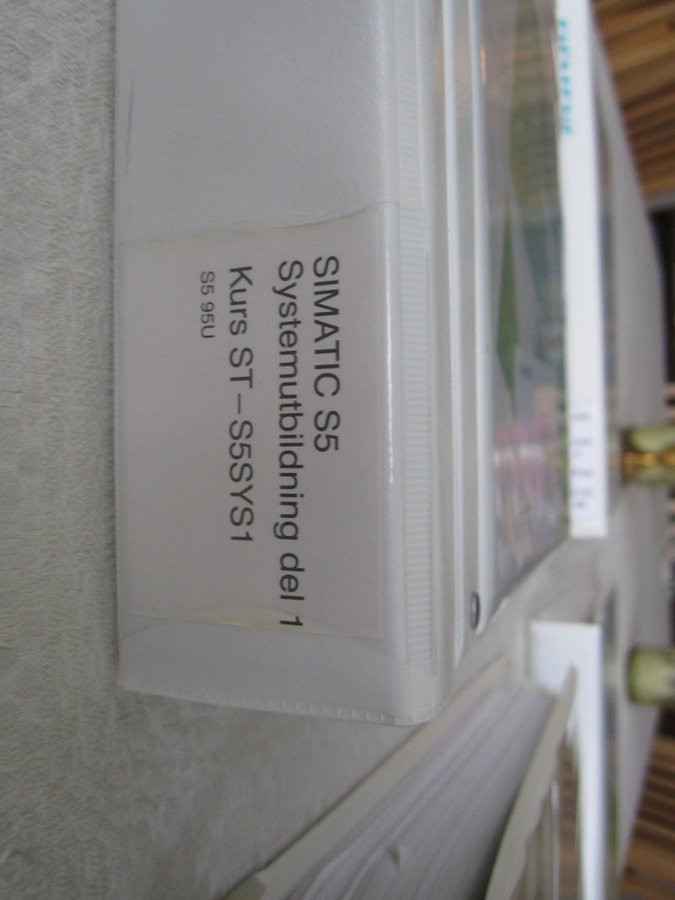 SIMATIC S5
Systemutbildning del 1
Kurs ST-S5SYS1
S5 95U